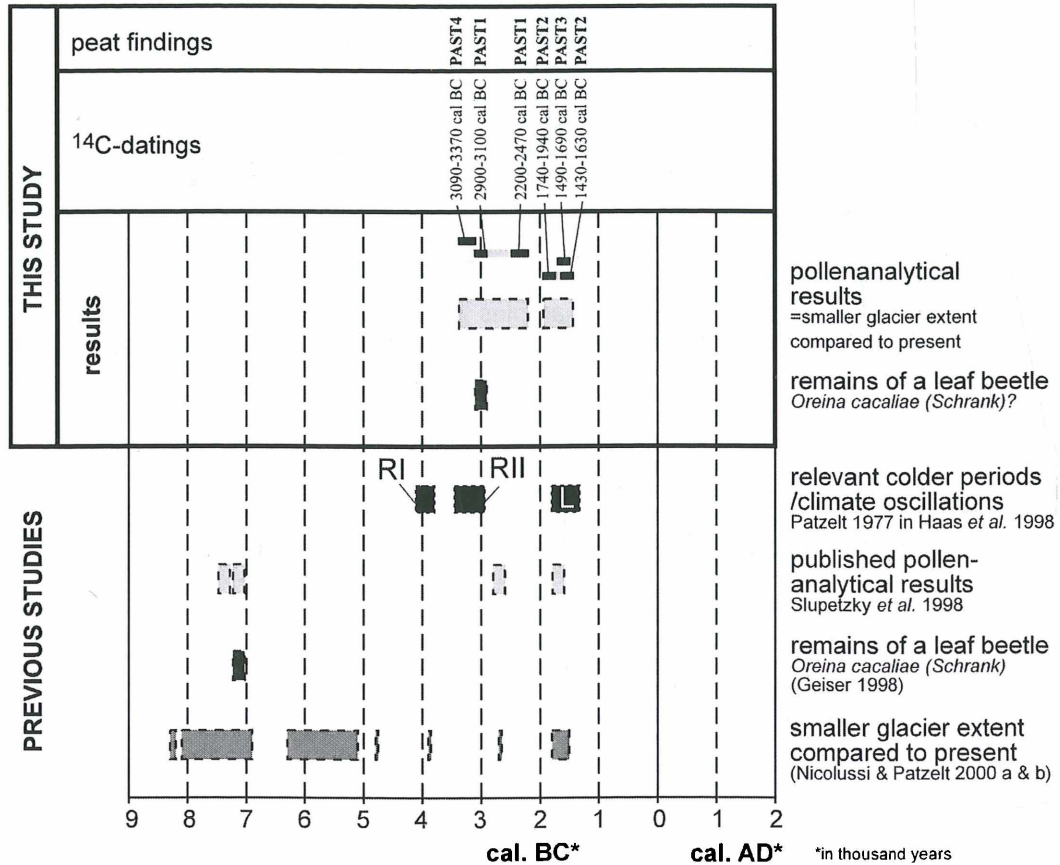 peat findings
PAST4
PAST1
PAST1
PAST2
PAST3
PAST2
14C-datings
3090-3370 cal BC
2900-3100 cal BC
2200-2470 cal BC
1740-1940 cal BC
1490-1690 cal BC
1430-1630 cal BC
THIS STUDY
results
pollenanalytical
results
=smaller glacier extent
compared to present
remains of a leaf beetle
Oreina cacaliae (Schrank)?
PREVIOUS STUDIES
RI
RII
L
relevant colder periods
/climate oscillations
Patzelt 1977 in Haas et al. 1998
published pollen-
analytical results
Slupetzky et al. 1998
remains of a leaf beetle
Oreina cacaliae (Schrank)
(Geiser 1998)
smaller glacier extent
compared to present
(Nicolussi & Patzelt 2000 a & b)
9 8 7 6 5 4 3 2 1 0 1 2
cal. BC* cal. AD* *in thousand years